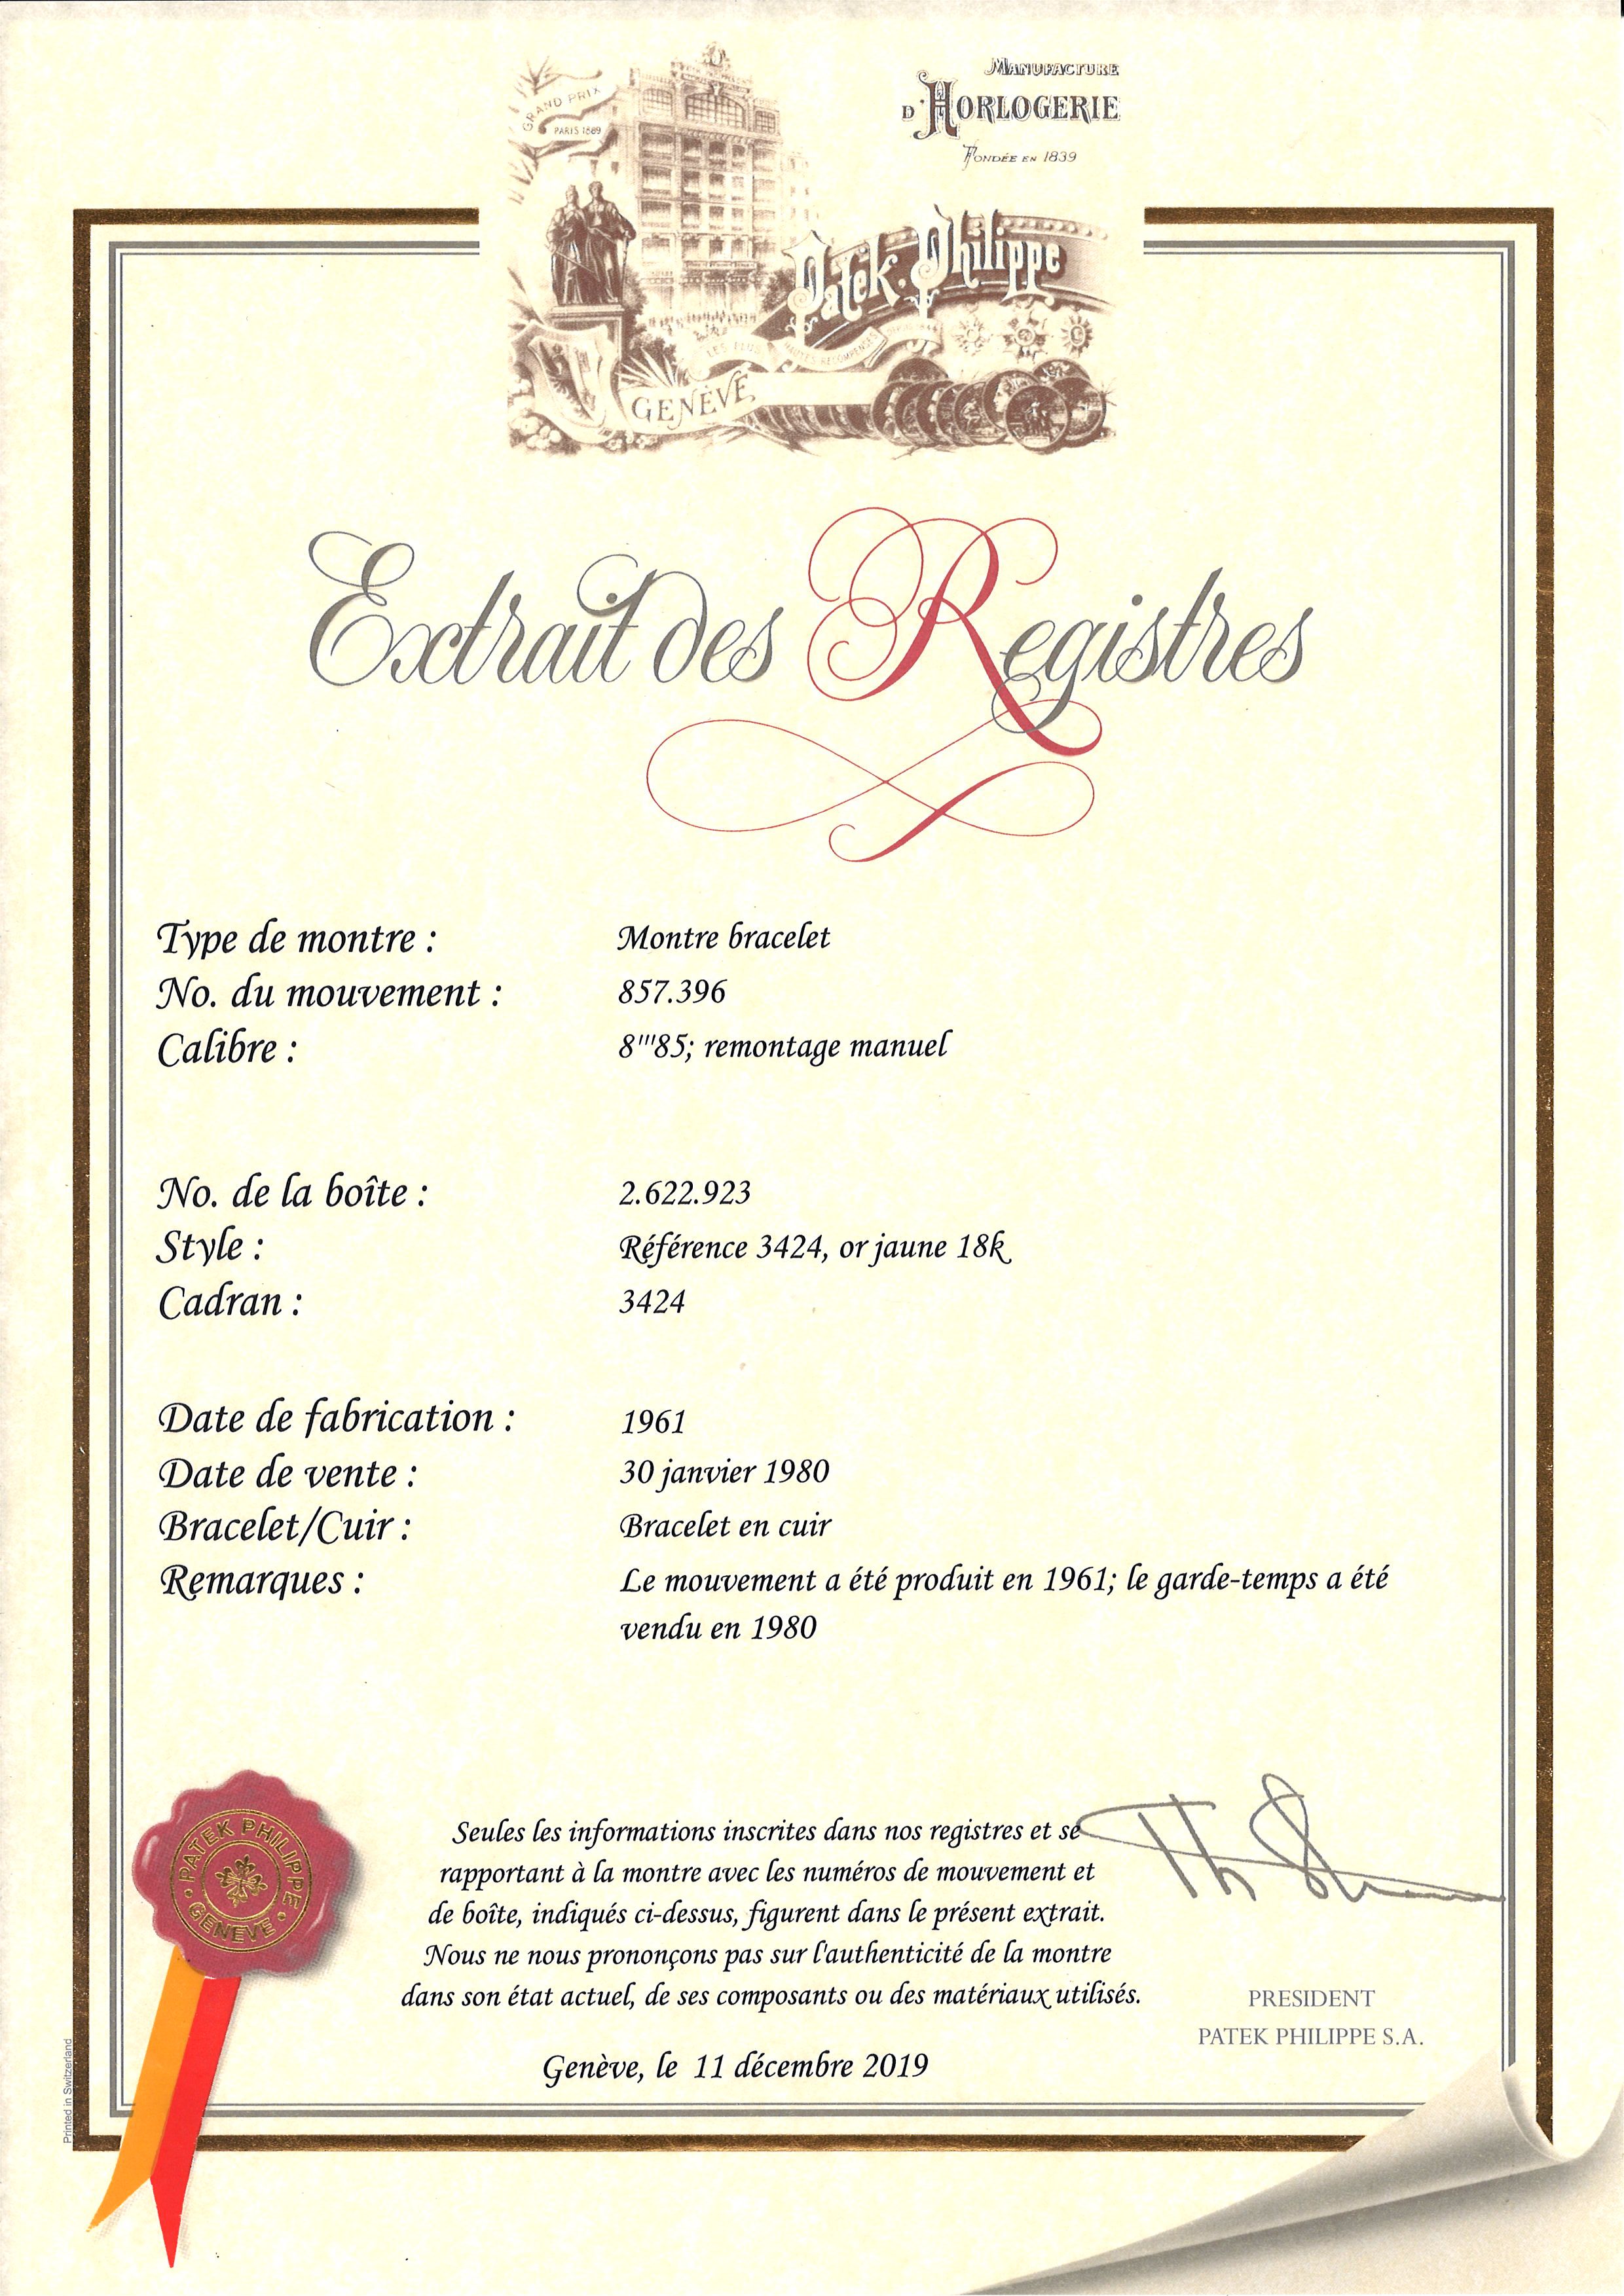 MANUFACTURE
D'HORLOGERIE
FONDÉE EN 1839
GRAND PRIX
PARIS 1889
Patek Philippe
LES PLUS HAUTES RECOMPENSES
GENÈVE
Extrait des Registres
Type de montre : Montre bracelet
No. du mouvement : 857.396
Calibre : 8'''85; remontage manuel
No. de la boîte : 2.622.923
Style : Référence 3424, or jaune 18k
Cadran : 3424
Date de fabrication : 1961
Date de vente : 30 janvier 1980
Bracelet/Cuir : Bracelet en cuir
Remarques : Le mouvement a été produit en 1961; le garde-temps a été
vendu en 1980
PATEK PHILIPPE
GENEVE
Seules les informations inscrites dans nos registres et se
rapportant à la montre avec les numéros de mouvement et
de boîte, indiqués ci-dessus, figurent dans le présent extrait.
Nous ne nous prononçons pas sur l'authenticité de la montre
dans son état actuel, de ses composants ou des matériaux utilisés.
Genève, le 11 décembre 2019
PRESIDENT
PATEK PHILIPPE S.A.
Printed in Switzerland